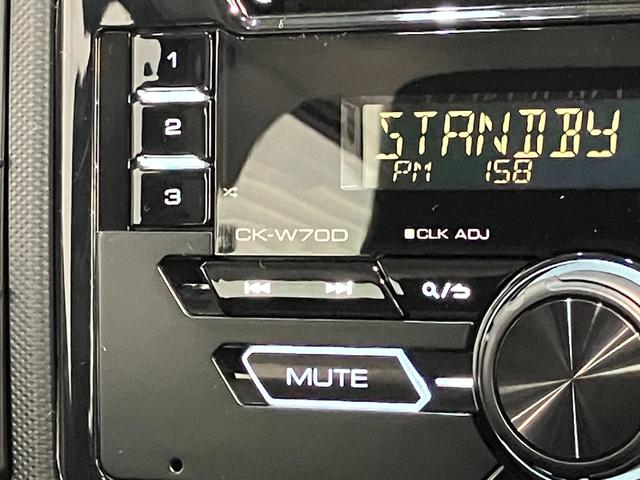 1
2
3
STANDBY
PM 158
CK-W70D
CLK ADJ
MUTE